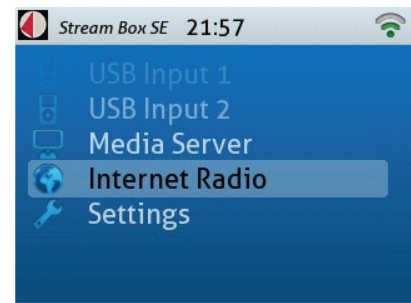 Stream Box SE 21:57
USB Input 1
USB Input 2
Media Server
Internet Radio
Settings